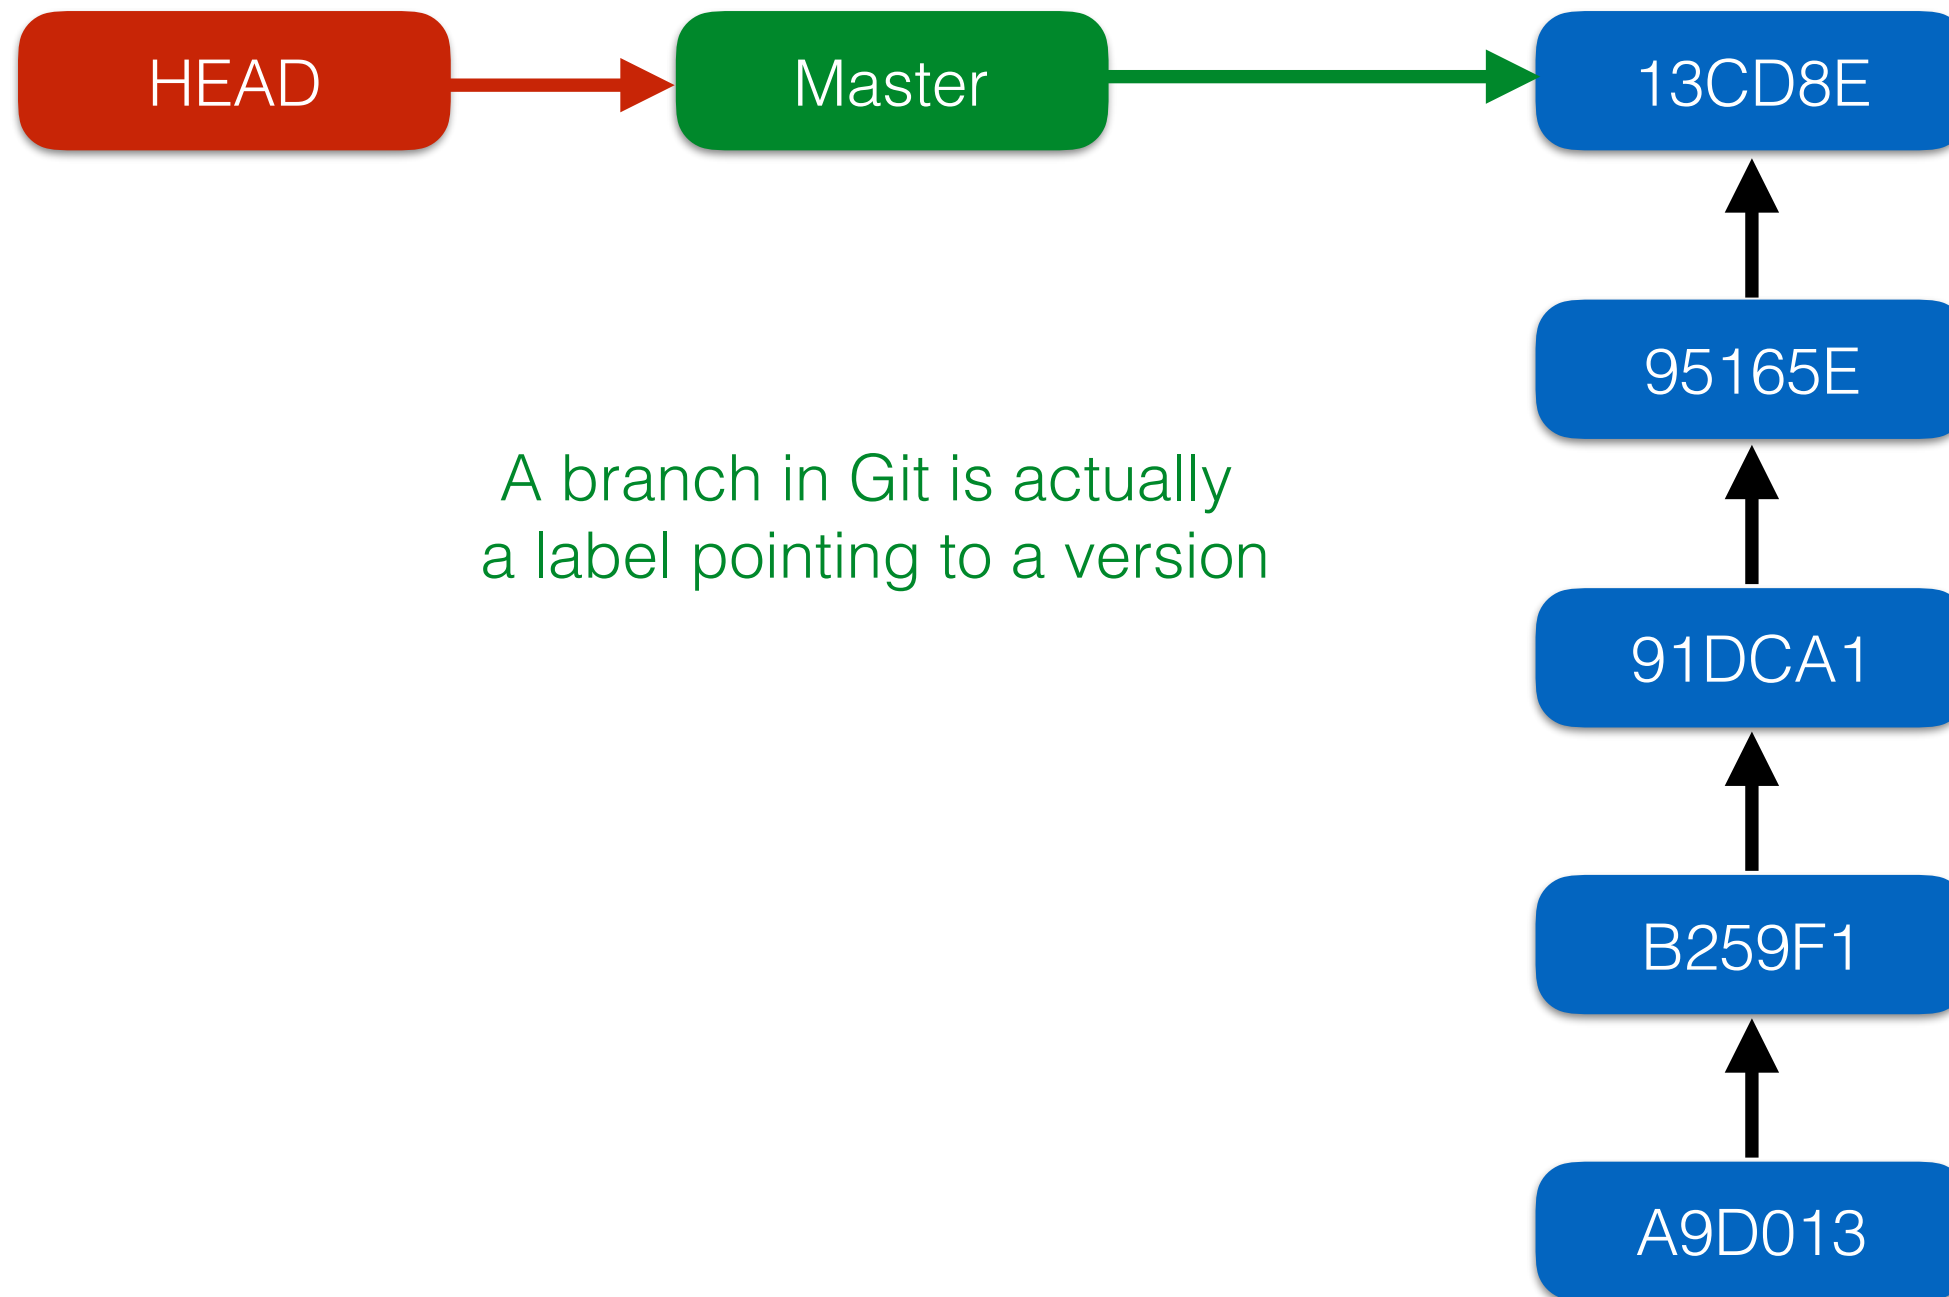 HEAD
Master
13CD8E
95165E
A branch in Git is actually
a label pointing to a version
91DCA1
B259F1
A9D013